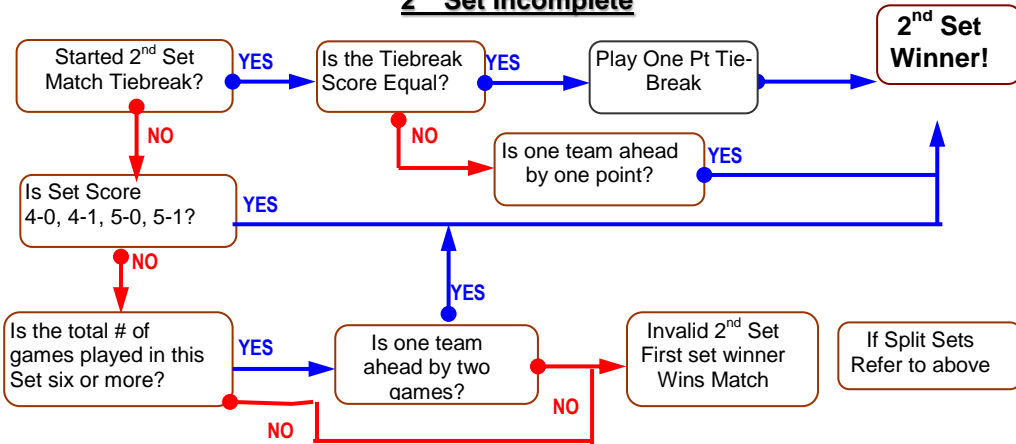 2nd Set Incomplete
Started 2nd Set
Match Tiebreak?
YES
Is the Tiebreak
Score Equal?
YES
Play One Pt Tie-
Break
2nd Set
Winner!
NO
NO
Is one team ahead
by one point?
YES
Is Set Score
4-0, 4-1, 5-0, 5-1?
YES
NO
YES
Is the total # of
games played in this
Set six or more?
YES
Is one team
ahead by two
games?
NO
Invalid 2nd Set
First set winner
Wins Match
If Split Sets
Refer to above
NO